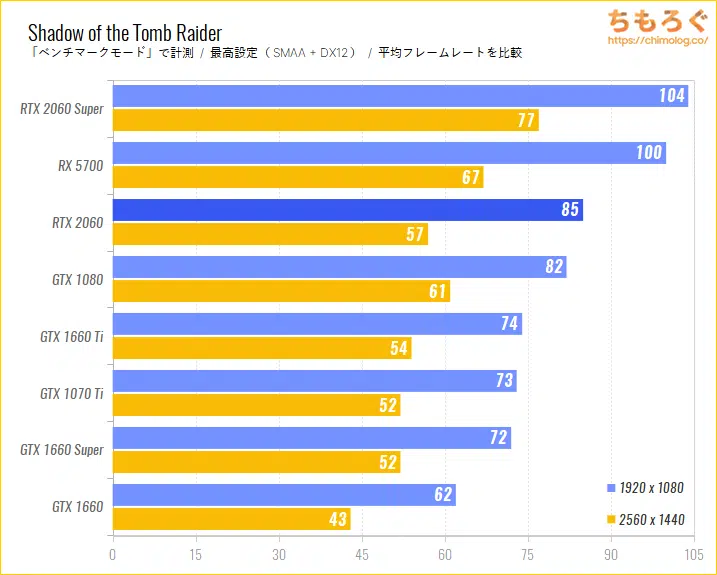 Shadow of the Tomb Raider
ちもろぐ
https://chimolog.co/
「ベンチマークモード」で計測 / 最高設定（SMAA + DX12） / 平均フレームレートを比較
RTX 2060 Super
104
77
RX 5700
100
67
RTX 2060
85
57
GTX 1080
82
61
GTX 1660 Ti
74
54
GTX 1070 Ti
73
52
GTX 1660 Super
72
52
GTX 1660
62
43
1920 x 1080
2560 x 1440
0 15 30 45 60 75 90 105